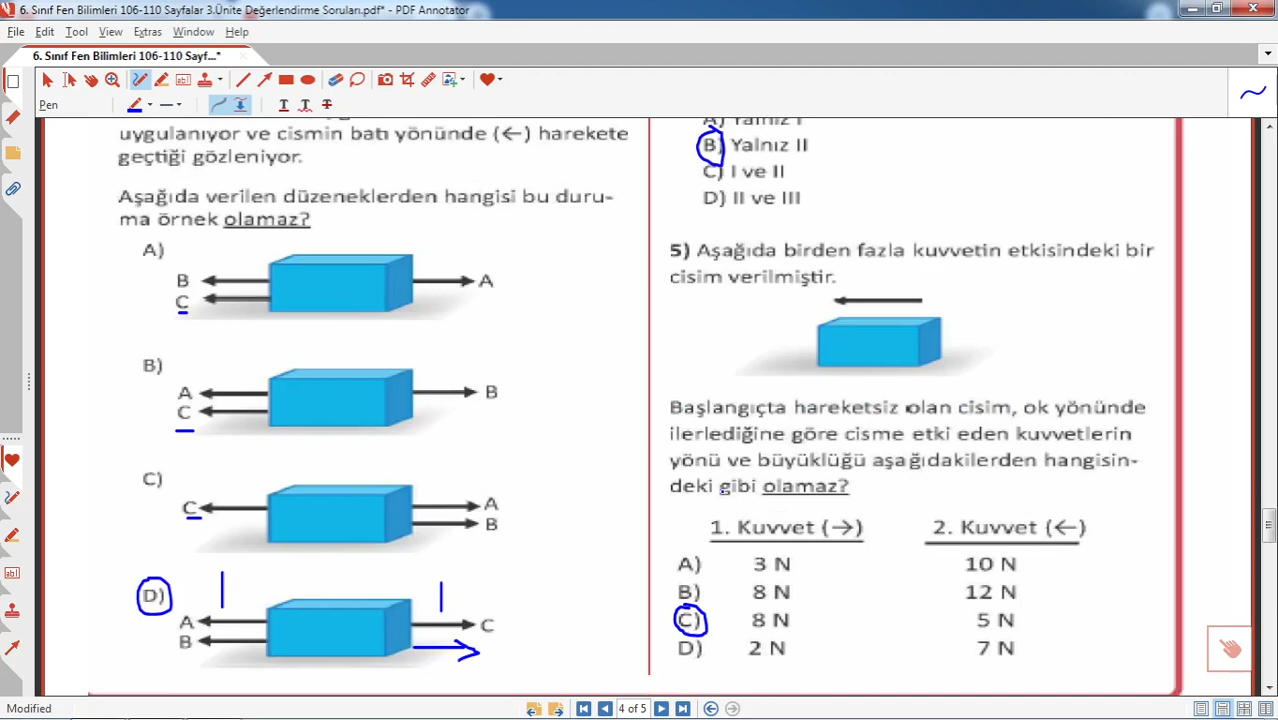 6. Sınıf Fen Bilimleri 106-110 Sayfalar 3.Ünite Değerlendirme Soruları.pdf* - PDF Annotator
File Edit Tool View Extras Window Help
6. Sınıf Fen Bilimleri 106-110 Sayf...*
Pen
uygulanıyor ve cismin batı yönünde (←) harekete
geçtiği gözleniyor.
Aşağıda verilen düzeneklerden hangisi bu duru-
ma örnek olamaz?
A)
B
C
A
B)
A
C
B
C)
C
A
B
D)
A
B
C
A) Yalnız I
B) Yalnız II
C) I ve II
D) II ve III
5) Aşağıda birden fazla kuvvetin etkisindeki bir
cisim verilmiştir.
Başlangıçta hareketsiz olan cisim, ok yönünde
ilerlediğine göre cisme etki eden kuvvetlerin
yönü ve büyüklüğü aşağıdakilerden hangisin-
deki gibi olamaz?
1. Kuvvet (→) 2. Kuvvet (←)
A) 3 N 10 N
B) 8 N 12 N
C) 8 N 5 N
D) 2 N 7 N
Modified
4 of 5